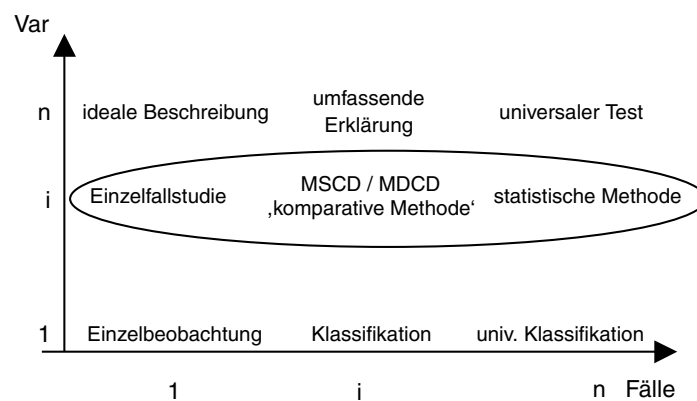 Var
n ideale Beschreibung umfassende Erklärung universaler Test
i Einzelfallstudie MSCD / MDCD ‚komparative Methode‘ statistische Methode
1 Einzelbeobachtung Klassifikation univ. Klassifikation
1 i n Fälle